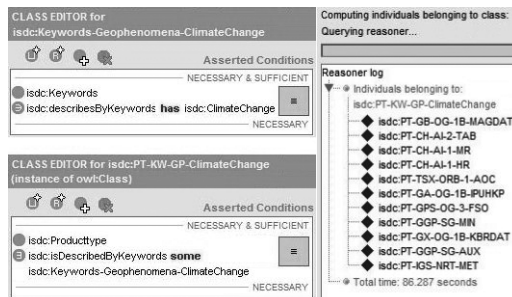 CLASS EDITOR for
isdc:Keywords-Geophenomena-ClimateChange
Asserted Conditions
NECESSARY & SUFFICIENT
isdc:Keywords
isdc:describesByKeywords has isdc:ClimateChange
NECESSARY
CLASS EDITOR for isdc:PT-KW-GP-ClimateChange
(instance of owl:Class)
Asserted Conditions
NECESSARY & SUFFICIENT
isdc:Producttype
isdc:isDescribedByKeywords some
isdc:Keywords-Geophenomena-ClimateChange
NECESSARY
Computing individuals belonging to class:
Querying reasoner...
Reasoner log
Individuals belonging to:
isdc:PT-KW-GP-ClimateChange
isdc:PT-GB-OG-1B-MAGDAT
isdc:PT-CH-AI-2-TAB
isdc:PT-CH-AI-1-MR
isdc:PT-CH-AI-1-HR
isdc:PT-TSX-ORB-1-AOC
isdc:PT-GA-OG-1B-IPUHKP
isdc:PT-GPS-OG-3-FSO
isdc:PT-GGP-SG-MIN
isdc:PT-GX-OG-1B-KBRDAT
isdc:PT-GGP-SG-AUX
isdc:PT-IGS-NRT-MET
Total time: 86.287 seconds